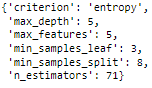 {'criterion': 'entropy',
 'max_depth': 5,
 'max_features': 5,
 'min_samples_leaf': 3,
 'min_samples_split': 8,
 'n_estimators': 71}